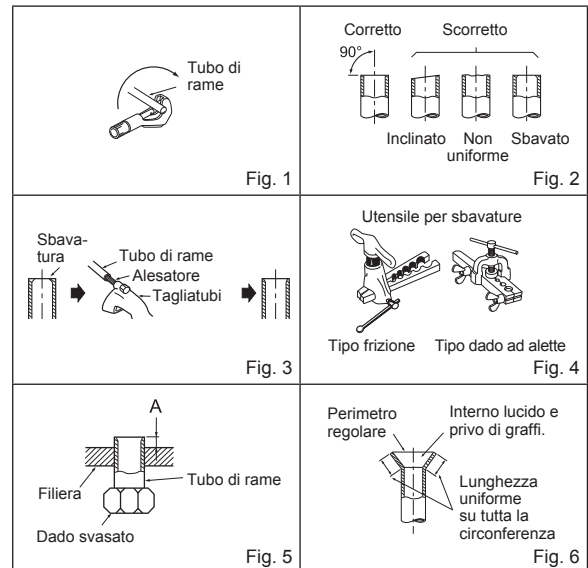 Tubo di
rame
Fig. 1
Corretto
Scorretto
90°
Inclinato
Non
uniforme
Sbavato
Fig. 2
Sbava-
tura
Tubo di rame
Alesatore
Tagliatubi
Fig. 3
Utensile per sbavature
Tipo frizione
Tipo dado ad alette
Fig. 4
A
Filiera
Tubo di rame
Dado svasato
Fig. 5
Perimetro
regolare
Interno lucido e
privo di graffi.
Lunghezza
uniforme
su tutta la
circonferenza
Fig. 6